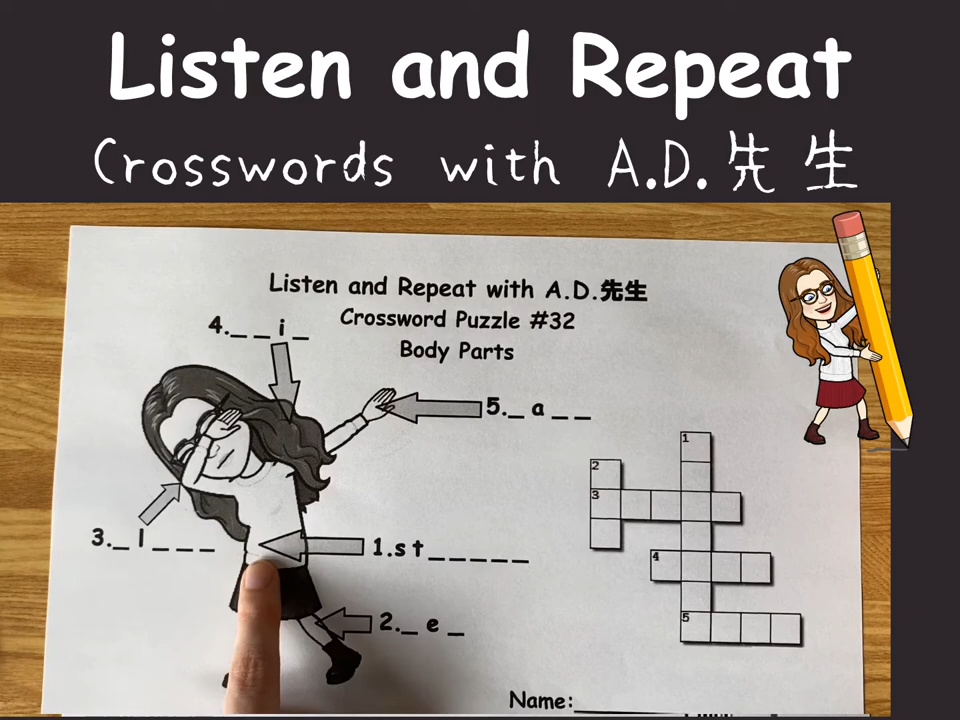 Listen and Repeat
Crosswords with A.D.先生
Listen and Repeat with A.D.先生
Crossword Puzzle #32
Body Parts
4._ _ i _
5._ a _ _
3._ l _ _ _
1.s t _ _ _ _ _
2._ e _
1
2
3
4
5
Name: